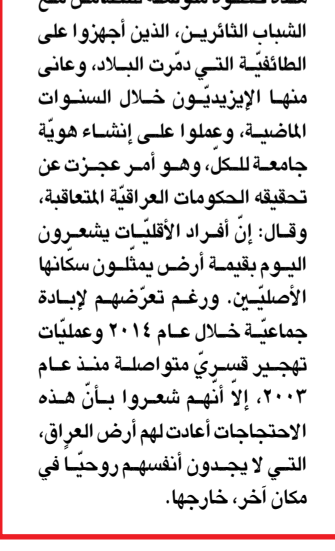 الشباب الثائرين، الذين أجهزوا على
الطائفيّة التي دمّرت البلاد، وعانى
منها الإيزيديّون خلال السنوات
الماضية، وعملوا على إنشاء هويّة
جامعة للكلّ، وهو أمر عجزت عن
تحقيقه الحكومات العراقيّة المتعاقبة،
وقال: إنّ أفراد الأقليّات يشعرون
اليوم بقيمة أرض يمثّلون سكّانها
الأصليّين. ورغم تعرّضهم لإبادة
جماعيّة خلال عام ٢٠١٤ وعمليّات
تهجير قسريّ متواصلة منذ عام
٢٠٠٣، إلاّ أنّهم شعروا بأنّ هذه
الاحتجاجات أعادت لهم أرض العراق،
التي لا يجدون أنفسهم روحيّاً في
مكان آخر، خارجها.